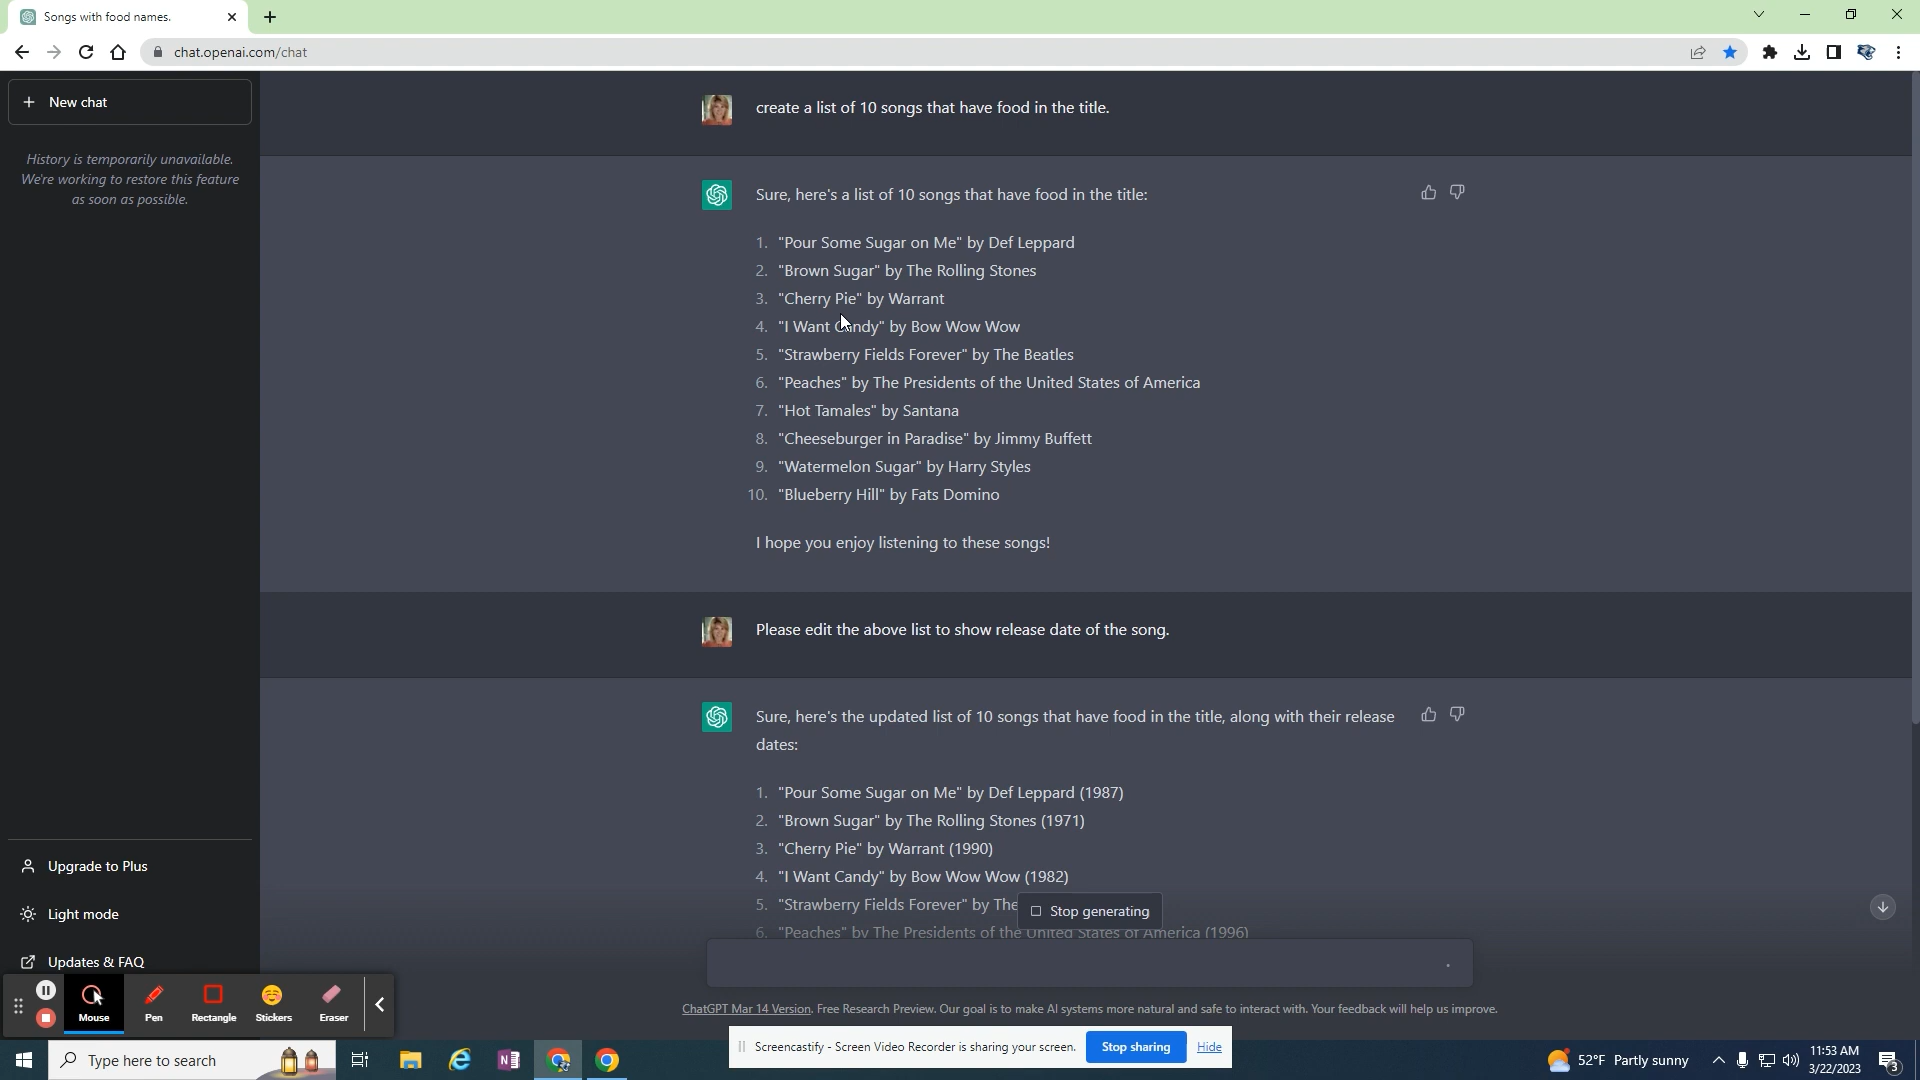 Songs with food names.
chat.openai.com/chat
New chat
History is temporarily unavailable.
We're working to restore this feature
as soon as possible.
create a list of 10 songs that have food in the title.
Sure, here's a list of 10 songs that have food in the title:
1. "Pour Some Sugar on Me" by Def Leppard
2. "Brown Sugar" by The Rolling Stones
3. "Cherry Pie" by Warrant
4. "I Want Candy" by Bow Wow Wow
5. "Strawberry Fields Forever" by The Beatles
6. "Peaches" by The Presidents of the United States of America
7. "Hot Tamales" by Santana
8. "Cheeseburger in Paradise" by Jimmy Buffett
9. "Watermelon Sugar" by Harry Styles
10. "Blueberry Hill" by Fats Domino
I hope you enjoy listening to these songs!
Please edit the above list to show release date of the song.
Sure, here's the updated list of 10 songs that have food in the title, along with their release
dates:
1. "Pour Some Sugar on Me" by Def Leppard (1987)
2. "Brown Sugar" by The Rolling Stones (1971)
3. "Cherry Pie" by Warrant (1990)
4. "I Want Candy" by Bow Wow Wow (1982)
5. "Strawberry Fields Forever" by The
Stop generating
6. "Peaches" by The Presidents of the United States of America (1996)
Upgrade to Plus
Light mode
Updates & FAQ
ChatGPT Mar 14 Version. Free Research Preview. Our goal is to make AI systems more natural and safe to interact with. Your feedback will help us improve.
Mouse
Pen
Rectangle
Stickers
Eraser
Screencastify - Screen Video Recorder is sharing your screen.
Stop sharing
Hide
Type here to search
52°F Partly sunny
11:53 AM
3/22/2023
3